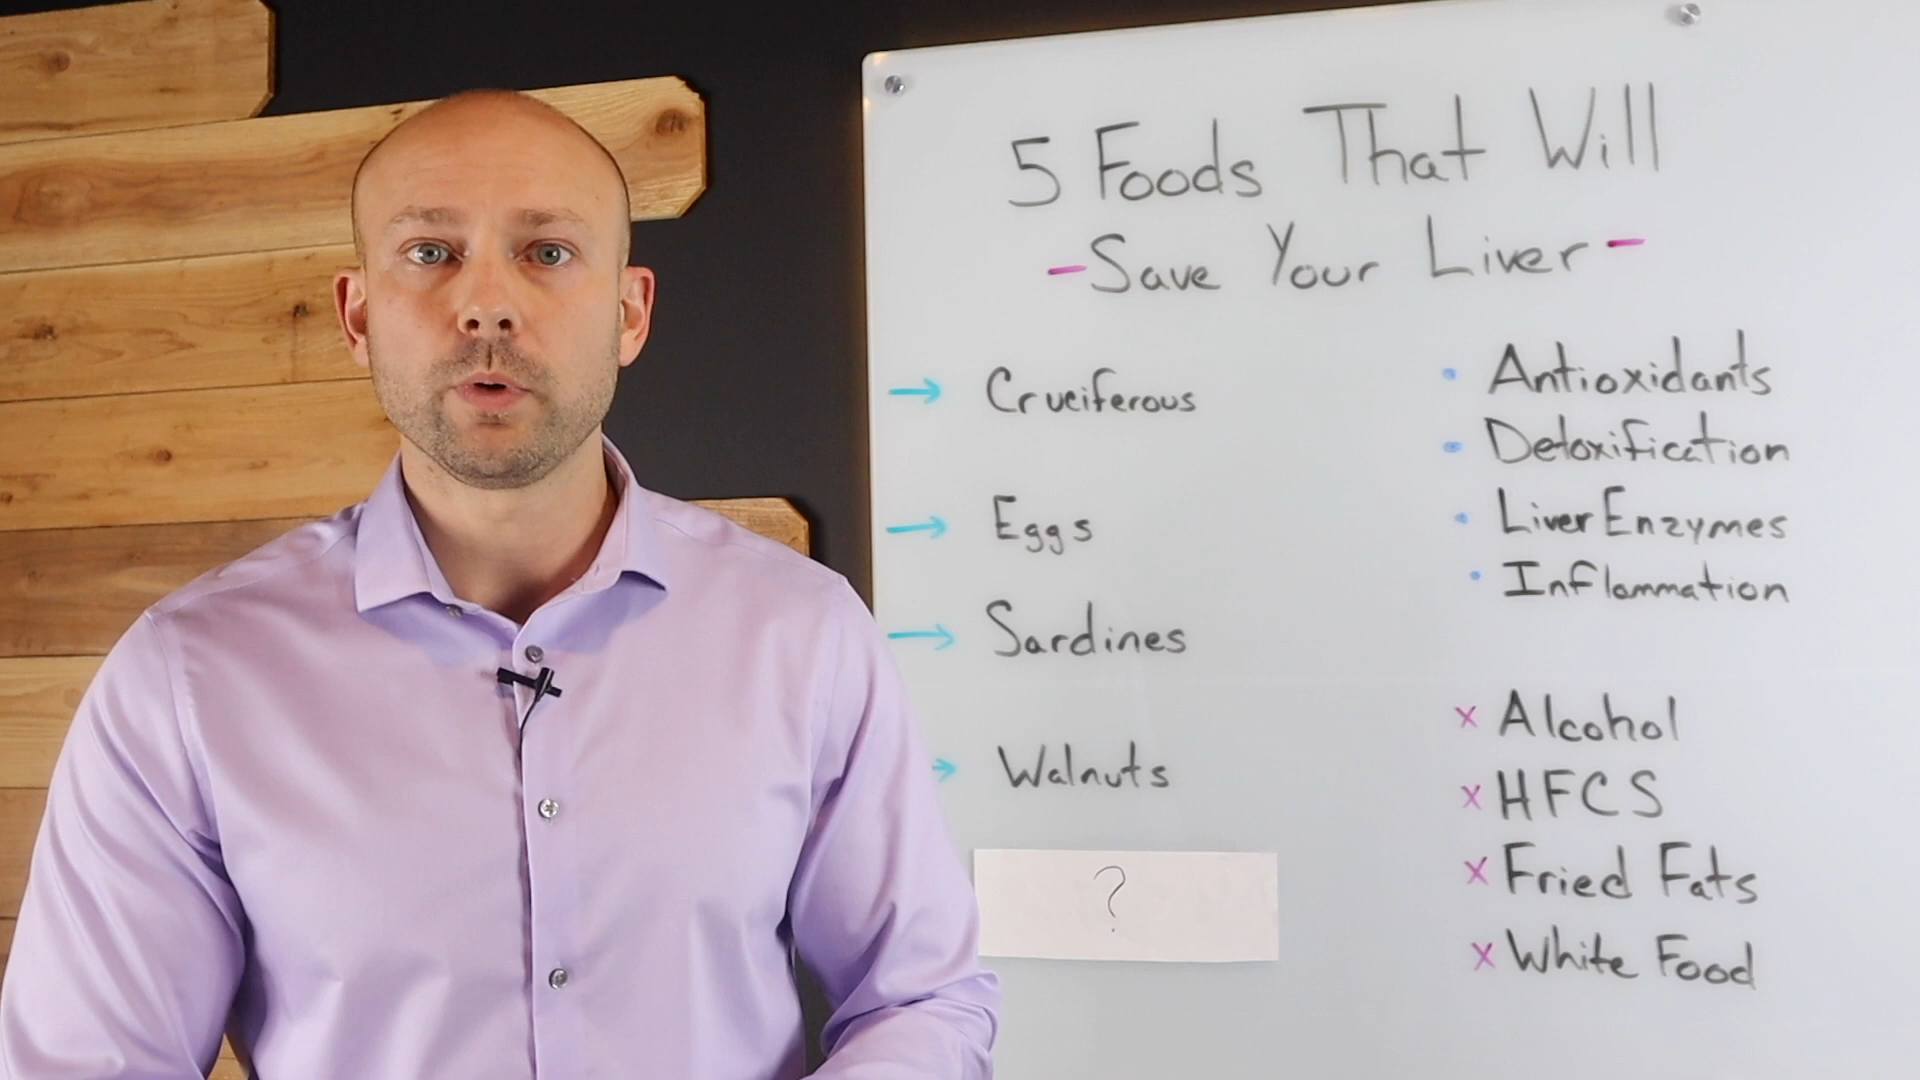 5 Foods That Will
- Save Your Liver -
→ Cruciferous
→ Eggs
→ Sardines
→ Walnuts
?
• Antioxidants
• Detoxification
• Liver Enzymes
• Inflammation
x Alcohol
x HFCS
x Fried Fats
x White Food